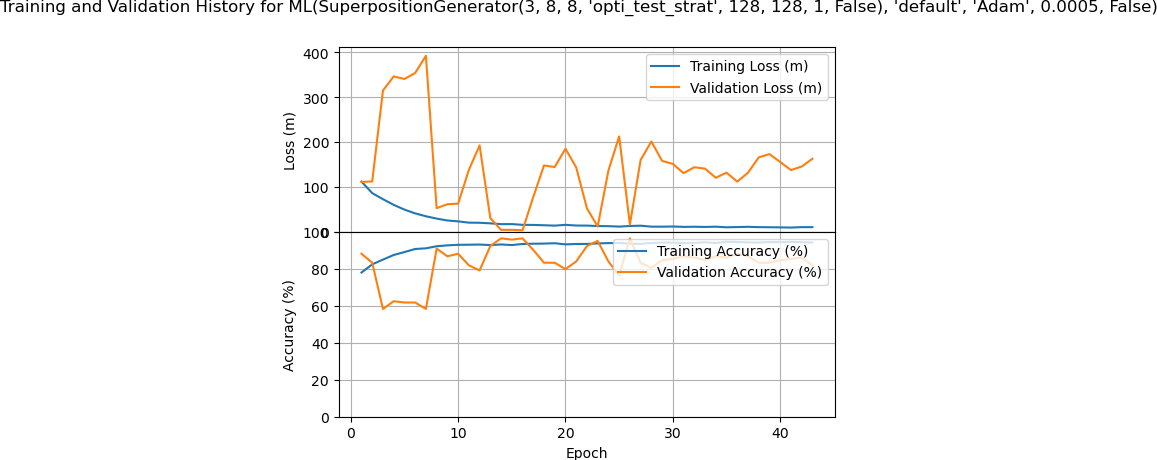 Training and Validation History for ML(SuperpositionGenerator(3, 8, 8, 'opti_test_strat', 128, 128, 1, False), 'default', 'Adam', 0.0005, False)
400
300
200
100
0
Loss (m)
Training Loss (m)
Validation Loss (m)
100
80
60
40
20
0
Accuracy (%)
Training Accuracy (%)
Validation Accuracy (%)
0
10
20
30
40
Epoch